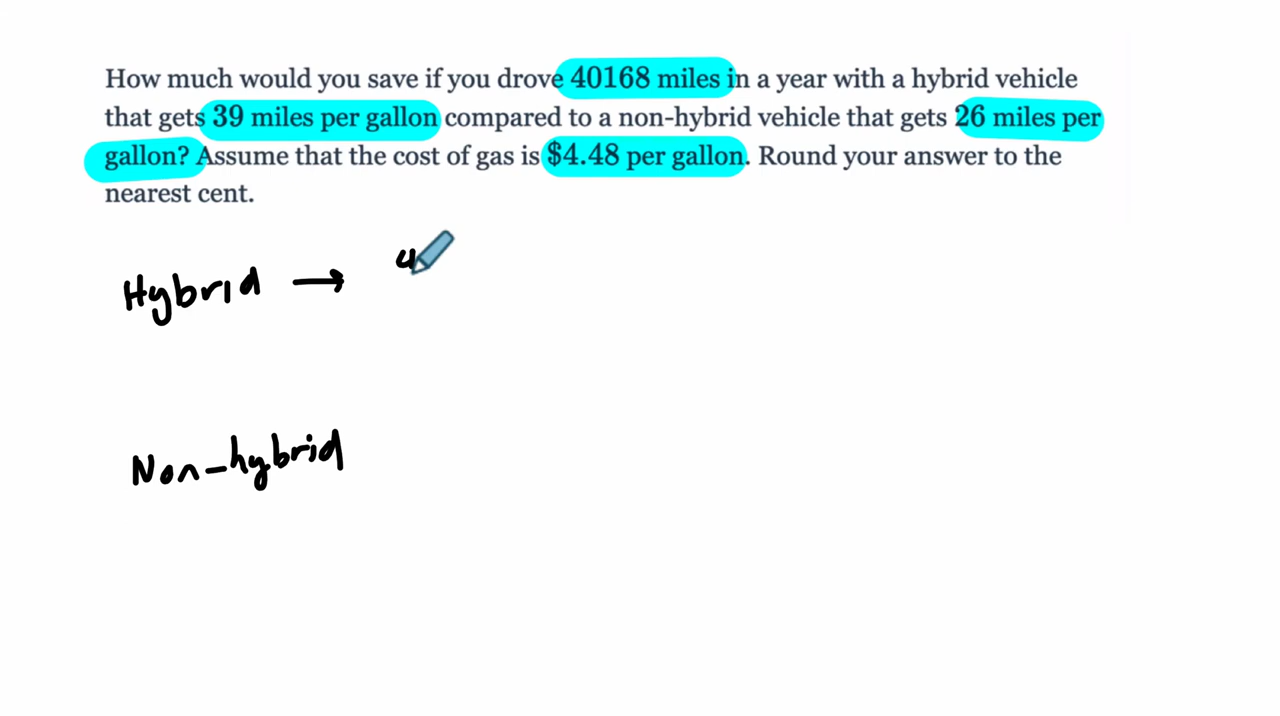 How much would you save if you drove 40168 miles in a year with a hybrid vehicle
that gets 39 miles per gallon compared to a non-hybrid vehicle that gets 26 miles per
gallon? Assume that the cost of gas is $4.48 per gallon. Round your answer to the
nearest cent.
Hybrid → 4
Non-hybrid